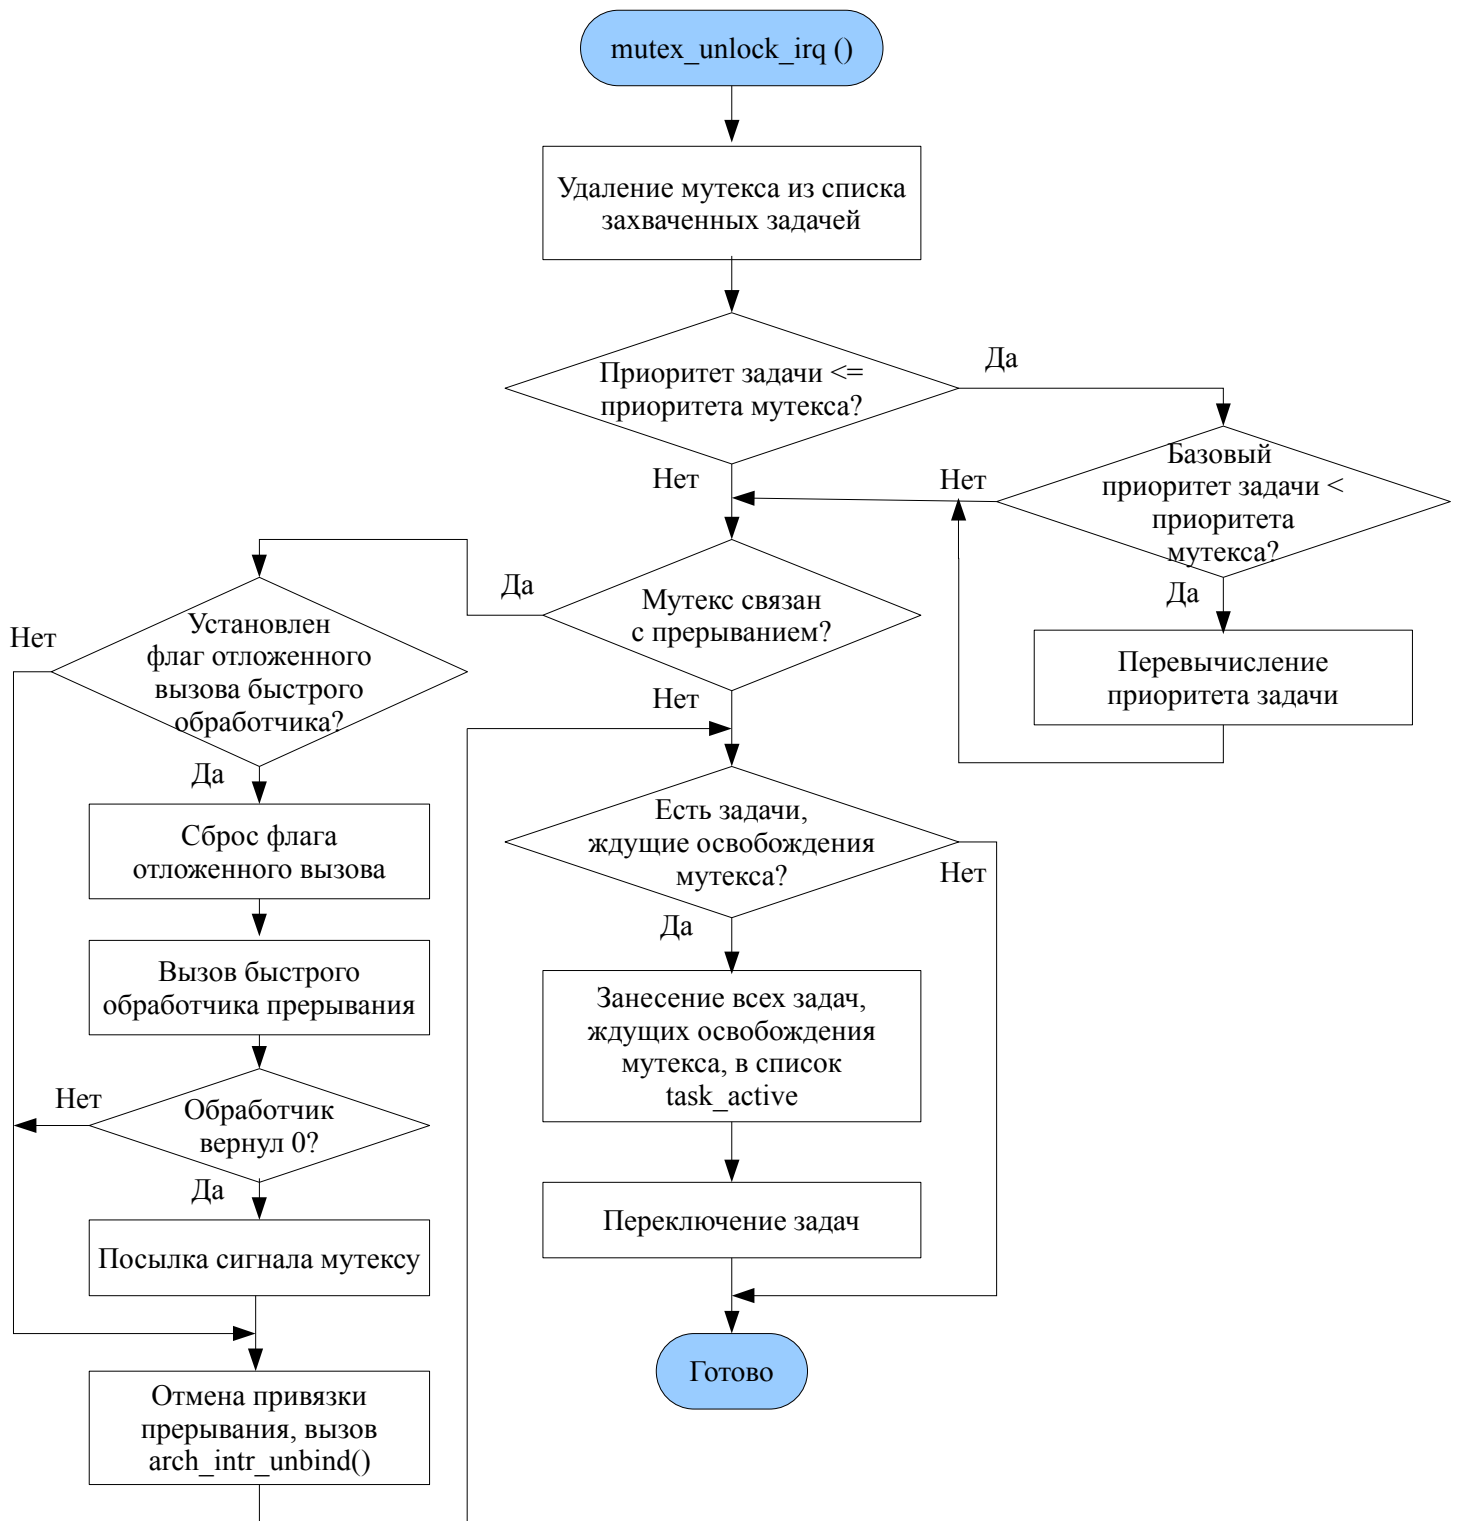 mutex_unlock_irq ()
Удаление мутекса из списка
захваченных задачей
Приоритет задачи <=
приоритета мутекса?
Да
Нет
Базовый
приоритет задачи <
приоритета
мутекса?
Нет
Да
Перевычисление
приоритета задачи
Мутекс связан
с прерыванием?
Да
Нет
Установлен
флаг отложенного
вызова быстрого
обработчика?
Нет
Да
Сброс флага
отложенного вызова
Вызов быстрого
обработчика прерывания
Обработчик
вернул 0?
Нет
Да
Посылка сигнала мутексу
Отмена привязки
прерывания, вызов
arch_intr_unbind()
Есть задачи,
ждущие освобождения
мутекса?
Нет
Да
Занесение всех задач,
ждущих освобождения
мутекса, в список
task_active
Переключение задач
Готово